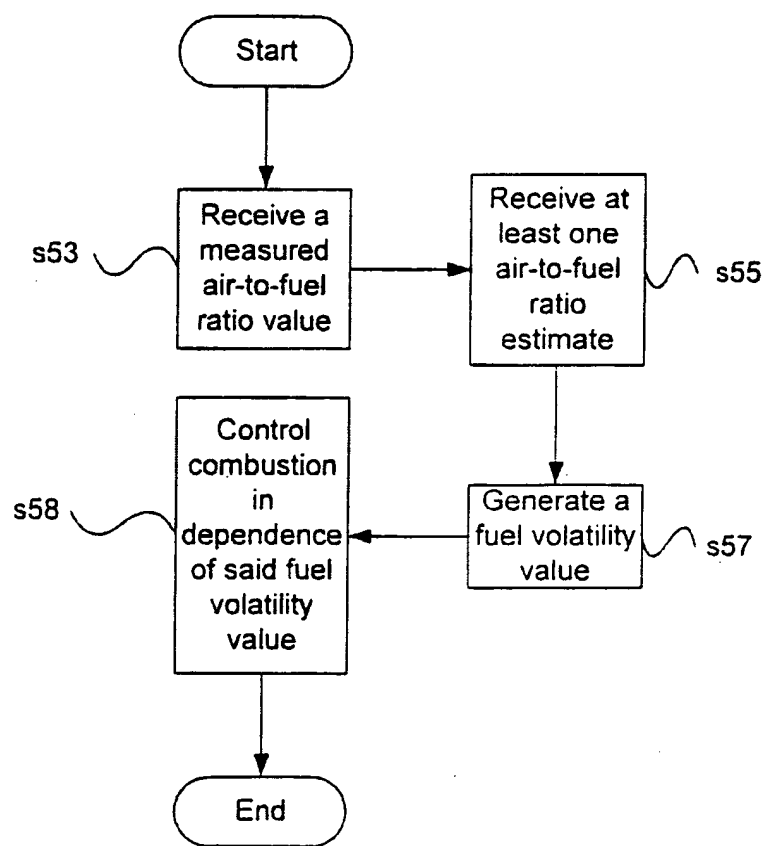 Start
s53
Receive a
measured
air-to-fuel
ratio value
Receive at
least one
air-to-fuel
ratio
estimate
s55
Generate a
fuel volatility
value
s57
s58
Control
combustion
in
dependence
of said fuel
volatility
value
End